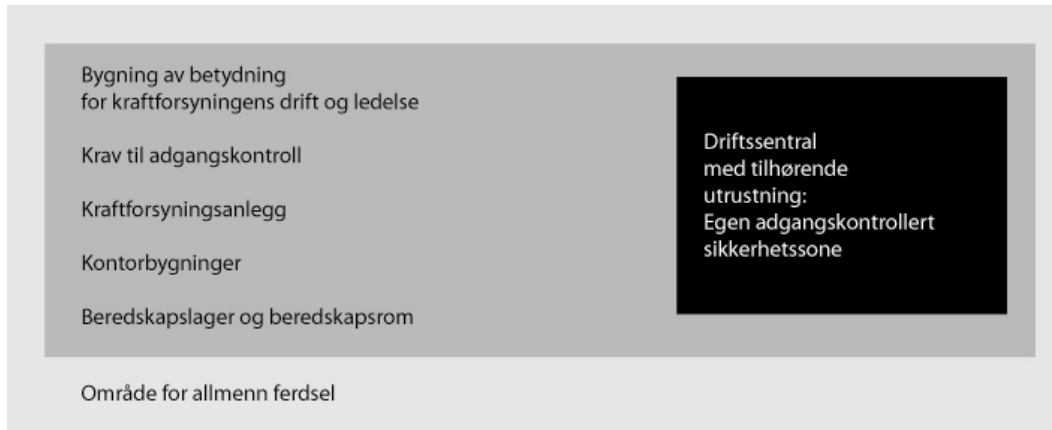 Bygning av betydning
for kraftforsyningens drift og ledelse
Krav til adgangskontroll
Kraftforsyningsanlegg
Kontorbygninger
Beredskapslager og beredskapsrom
Driftssentral
med tilhørende
utrustning:
Egen adgangskontrollert
sikkerhetssone
Område for allmenn ferdsel